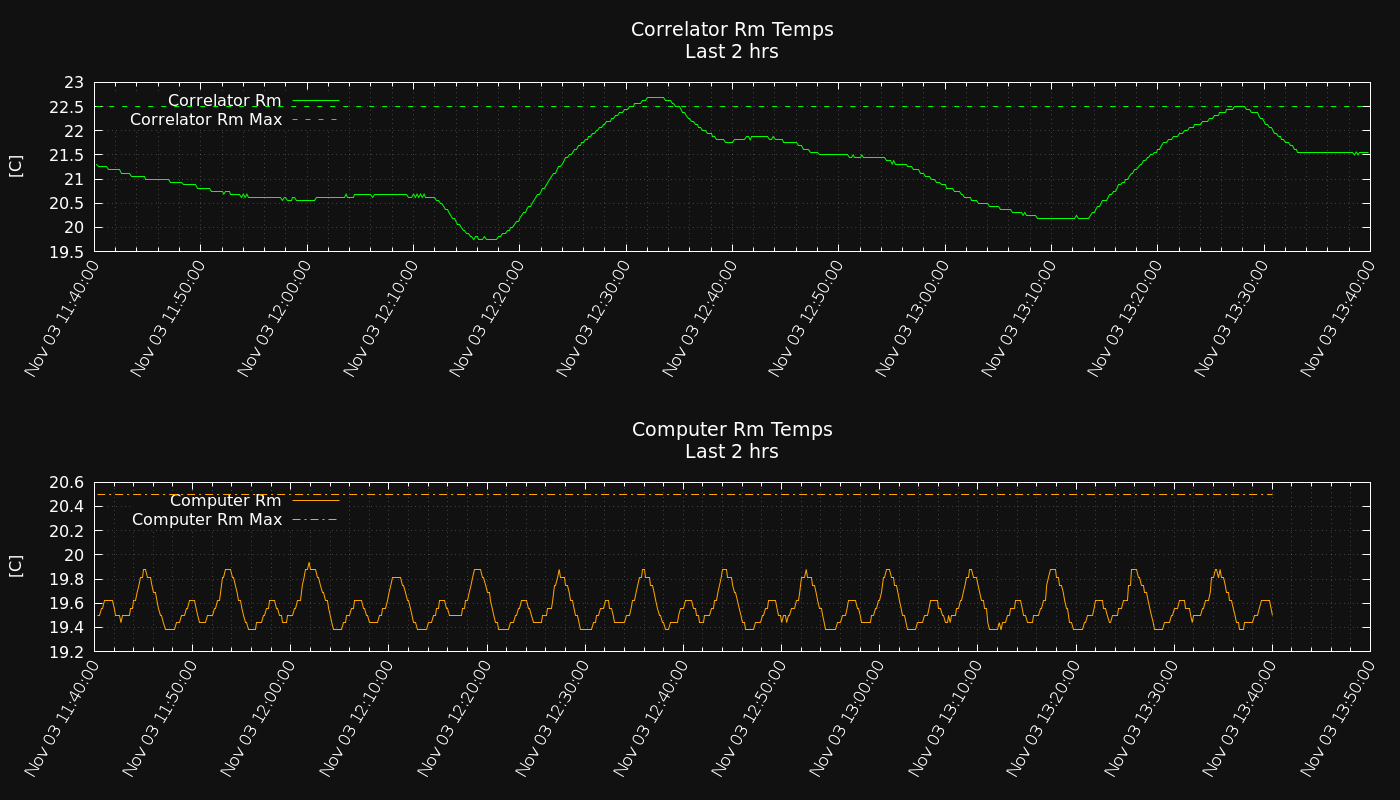 Correlator Rm Temps
Last 2 hrs
23
22.5
22
21.5
21
20.5
20
19.5
[C]
Correlator Rm
Correlator Rm Max
Nov 03 11:40:00
Nov 03 11:50:00
Nov 03 12:00:00
Nov 03 12:10:00
Nov 03 12:20:00
Nov 03 12:30:00
Nov 03 12:40:00
Nov 03 12:50:00
Nov 03 13:00:00
Nov 03 13:10:00
Nov 03 13:20:00
Nov 03 13:30:00
Nov 03 13:40:00
Computer Rm Temps
Last 2 hrs
20.6
20.4
20.2
20
19.8
19.6
19.4
19.2
[C]
Computer Rm
Computer Rm Max
Nov 03 11:40:00
Nov 03 11:50:00
Nov 03 12:00:00
Nov 03 12:10:00
Nov 03 12:20:00
Nov 03 12:30:00
Nov 03 12:40:00
Nov 03 12:50:00
Nov 03 13:00:00
Nov 03 13:10:00
Nov 03 13:20:00
Nov 03 13:30:00
Nov 03 13:40:00
Nov 03 13:50:00